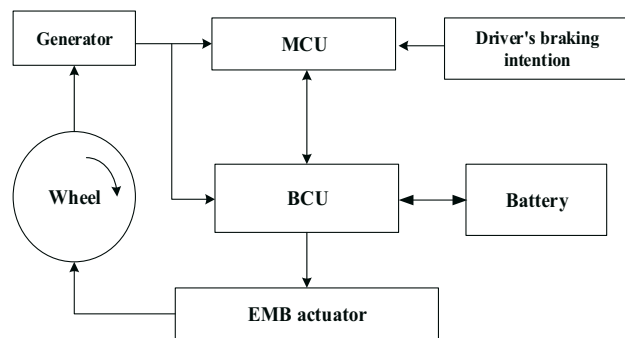 Generator
MCU
Driver's braking
intention
Wheel
BCU
Battery
EMB actuator